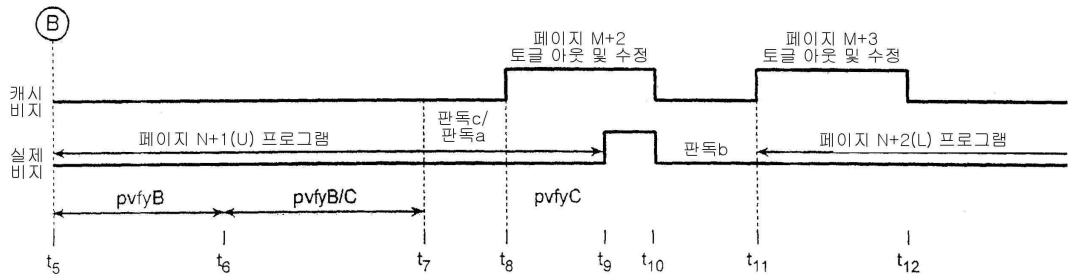 B
페이지 M+2
토글 아웃 및 수정
페이지 M+3
토글 아웃 및 수정
캐시
비지
판독c/
판독a
페이지 N+1(U) 프로그램
판독b
페이지 N+2(L) 프로그램
실제
비지
pvfyB
pvfyB/C
pvfyC
t5
t6
t7
t8
t9
t10
t11
t12